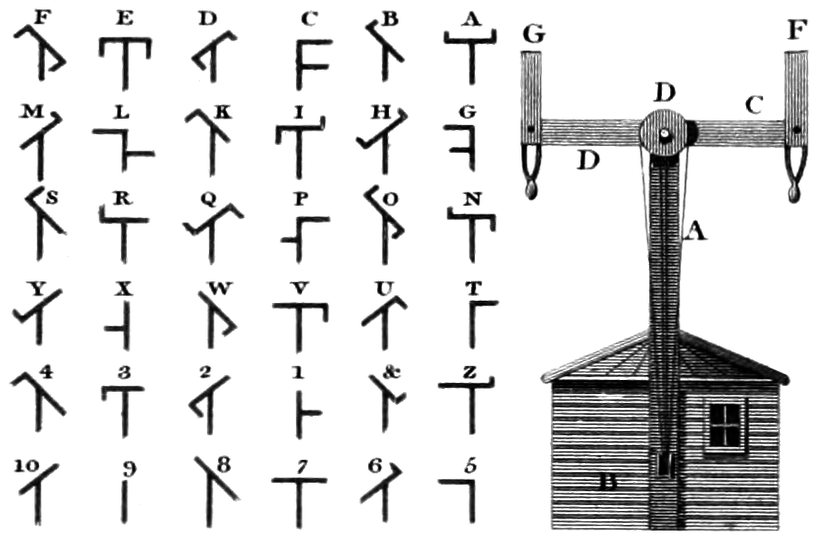 F E D C B A
M L K I H G
S R Q P O N
Y X W V U T
4 3 2 1 & Z
10 9 8 7 6 5
G F
D C
D
A
B